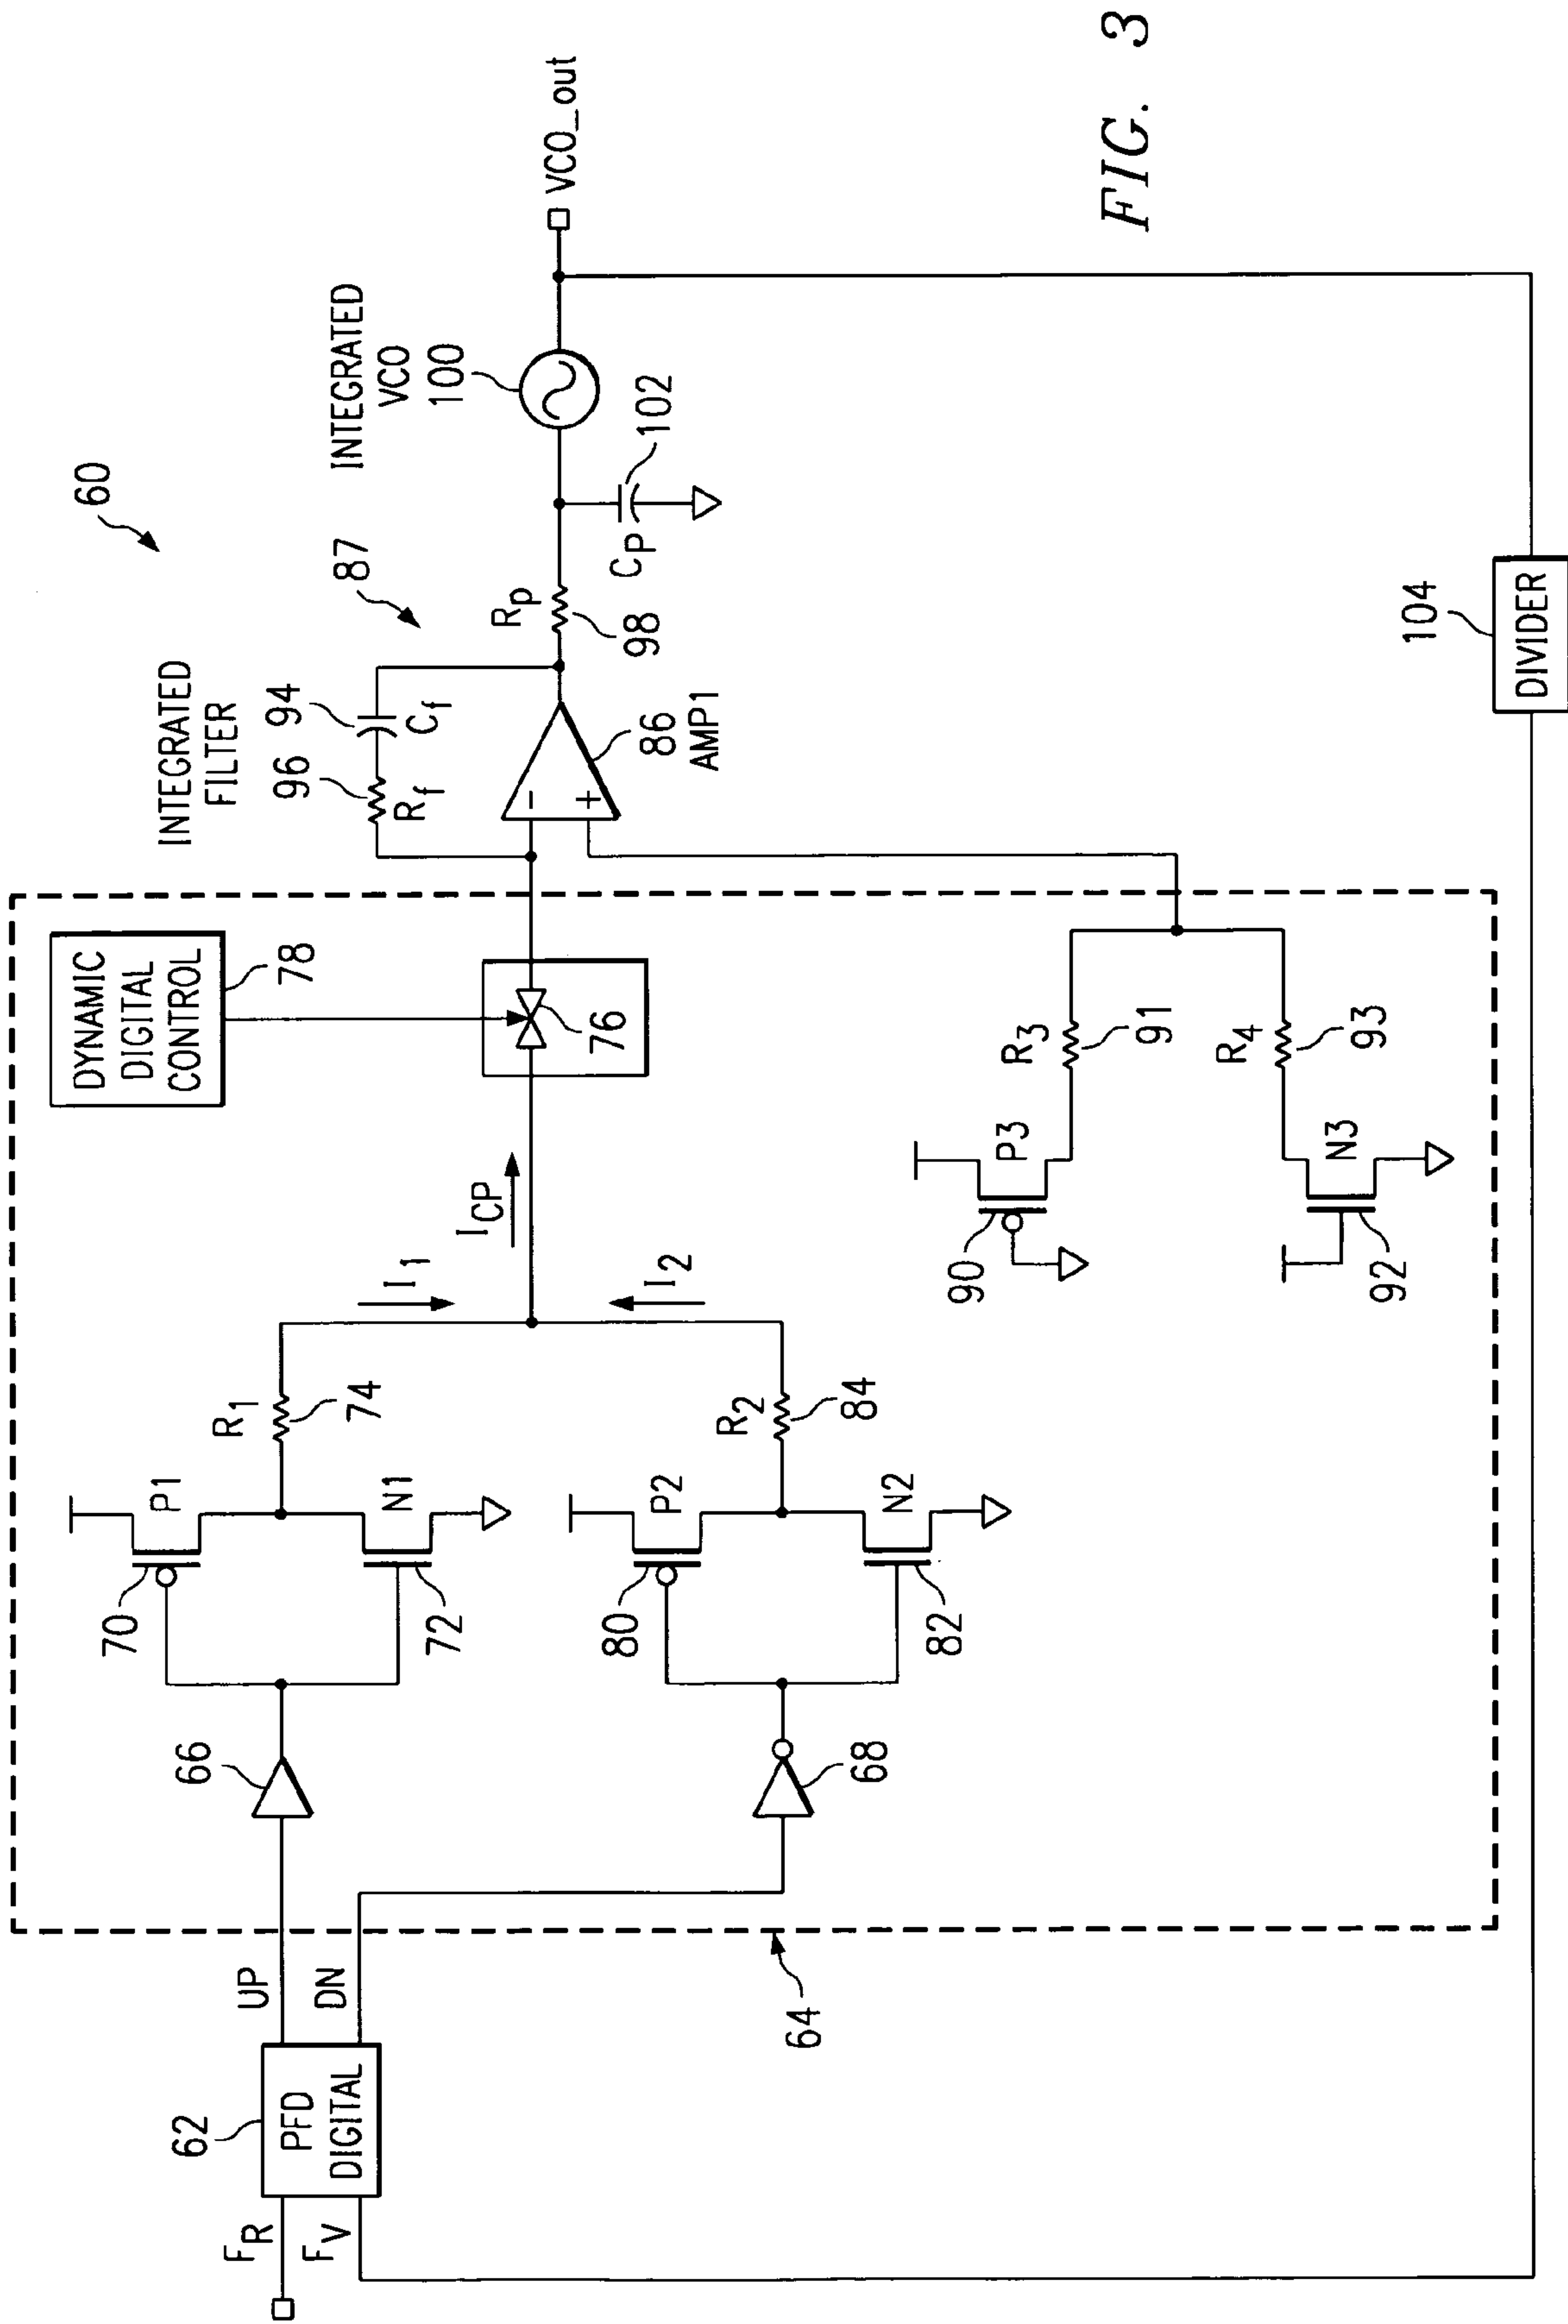 60
INTEGRATED
FILTER
INTEGRATED
VCO
100
DYNAMIC
DIGITAL
CONTROL
78
96
94
Rf
Cf
87
62
PFD
DIGITAL
FR
FV
UP
DN
66
70
P1
N1
72
R1
74
I1
ICP
76
86
AMP1
−
+
Rp
98
CP
102
VCO_out
68
80
P2
N2
82
R2
84
I2
64
90
P3
R3
91
92
N3
R4
93
104
DIVIDER
FIG. 3